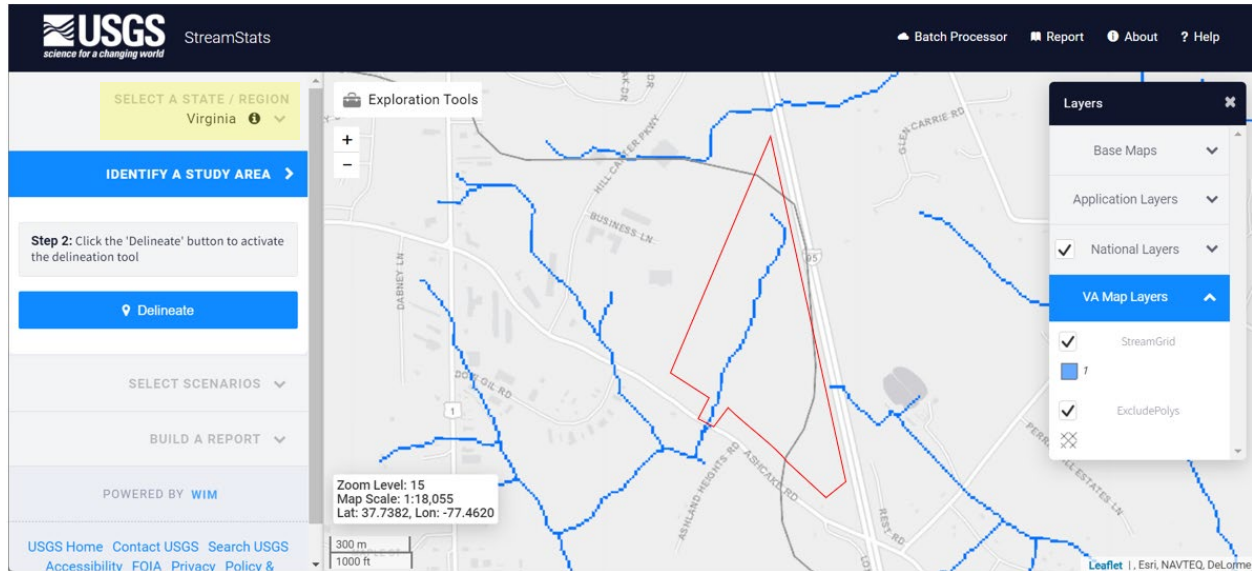 USGS
science for a changing world
StreamStats
Batch Processor
Report
About
? Help
SELECT A STATE / REGION
Virginia
IDENTIFY A STUDY AREA
Step 2: Click the 'Delineate' button to activate
the delineation tool
Delineate
SELECT SCENARIOS
BUILD A REPORT
POWERED BY WIM
USGS Home Contact USGS Search USGS
Accessibility FOIA Privacy Policy &
Exploration Tools
+
−
HILL CARTER PKWY
GLEN CARRIE RD
BUSINESS LN
DABNEY LN
95
DOW GIL RD
1
ASHLAND HEIGHTS RD
ASHCAKE RD
REST RD
ESTATES LN
Zoom Level: 15
Map Scale: 1:18,055
Lat: 37.7382, Lon: -77.4620
300 m
1000 ft
Layers
Base Maps
Application Layers
National Layers
VA Map Layers
StreamGrid
1
ExcludePolys
Leaflet | , Esri, NAVTEQ, DeLorme